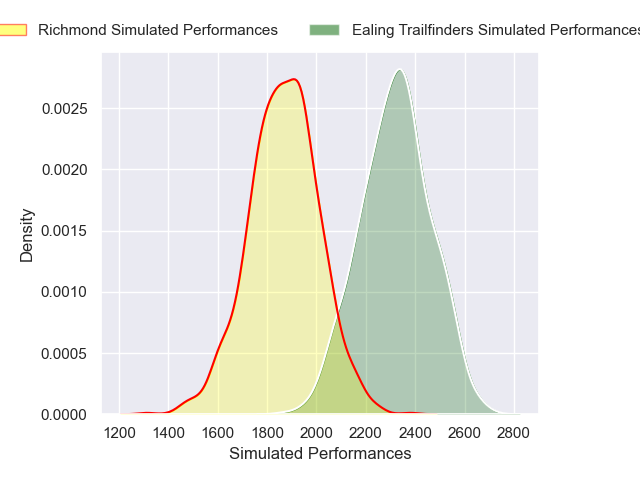 Richmond Simulated Performances
Ealing Trailfinders Simulated Performances
0.0025
0.0020
0.0015
0.0010
0.0005
0.0000
Density
1200 1400 1600 1800 2000 2200 2400 2600 2800
Simulated Performances